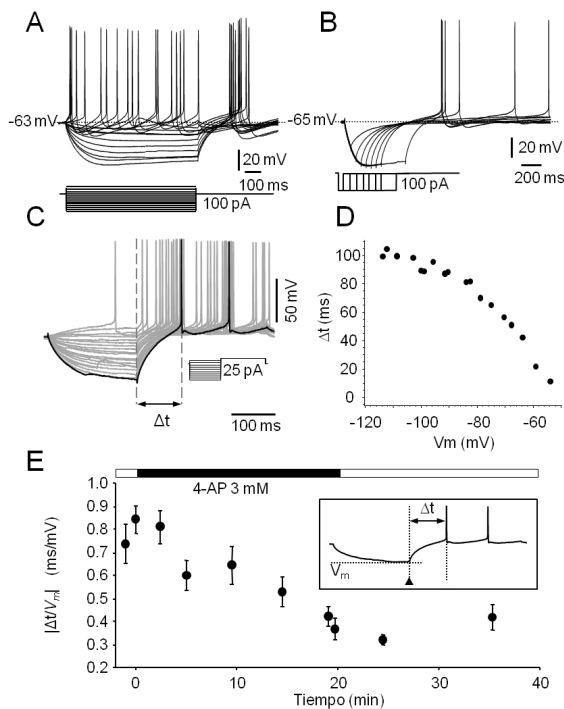 A
-63 mV
20 mV
100 ms
100 pA
B
-65 mV
20 mV
200 ms
100 pA
C
50 mV
25 pA
Δt
100 ms
D
100
80
60
40
20
0
Δt (ms)
-120 -100 -80 -60 -40
Vm (mV)
E
4-AP 3 mM
1.0
0.9
0.8
0.7
0.6
0.5
0.4
0.3
0.2
|Δt/Vm| (ms/mV)
Δt
Vm
0 10 20 30 40
Tiempo (min)